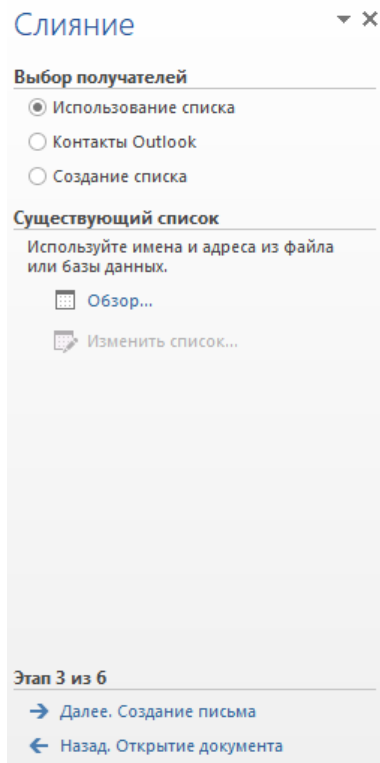 Слияние
Выбор получателей
Использование списка
Контакты Outlook
Создание списка
Существующий список
Используйте имена и адреса из файла
или базы данных.
Обзор...
Изменить список...
Этап 3 из 6
Далее. Создание письма
Назад. Открытие документа